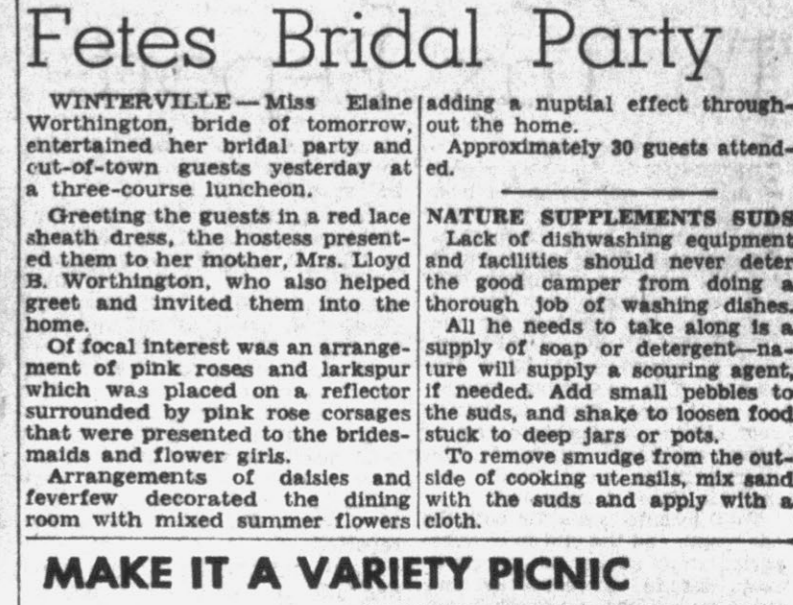 Fetes Bridal Party
WINTERVILLE — Miss Elaine
Worthington, bride of tomorrow,
entertained her bridal party and
out-of-town guests yesterday at
a three-course luncheon.
Greeting the guests in a red lace
sheath dress, the hostess present-
ed them to her mother, Mrs. Lloyd
B. Worthington, who also helped
greet and invited them into the
home.
Of focal interest was an arrange-
ment of pink roses and larkspur
which was placed on a reflector
surrounded by pink rose corsages
that were presented to the brides-
maids and flower girls.
Arrangements of daisies and
feverfew decorated the dining
room with mixed summer flowers
adding a nuptial effect through-
out the home.
Approximately 30 guests attend-
ed.
NATURE SUPPLEMENTS SUDS
Lack of dishwashing equipment
and facilities should never deter
the good camper from doing a
thorough job of washing dishes.
All he needs to take along is a
supply of soap or detergent—na-
ture will supply a scouring agent,
if needed. Add small pebbles to
the suds, and shake to loosen food
stuck to deep jars or pots.
To remove smudge from the out-
side of cooking utensils, mix sand
with the suds and apply with a
cloth.
MAKE IT A VARIETY PICNIC